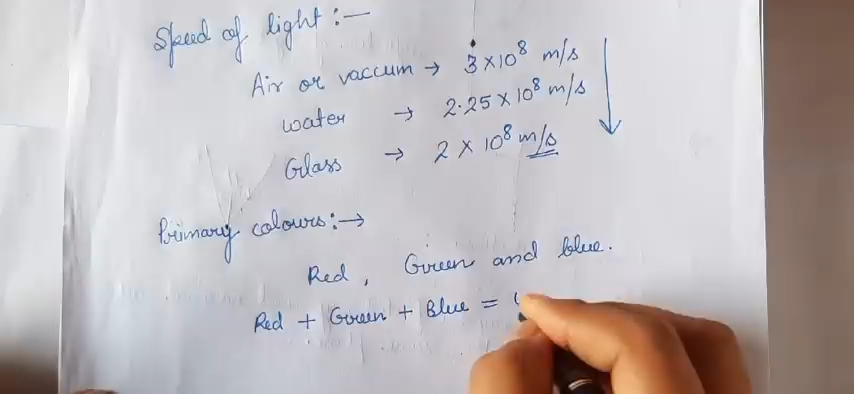 Speed of light :—
Air or vaccum → 3 × 10⁸ m/s
water → 2.25 × 10⁸ m/s
Glass → 2 × 10⁸ m/s
Primary colours :→
Red, Green and blue.
Red + Green + Blue =